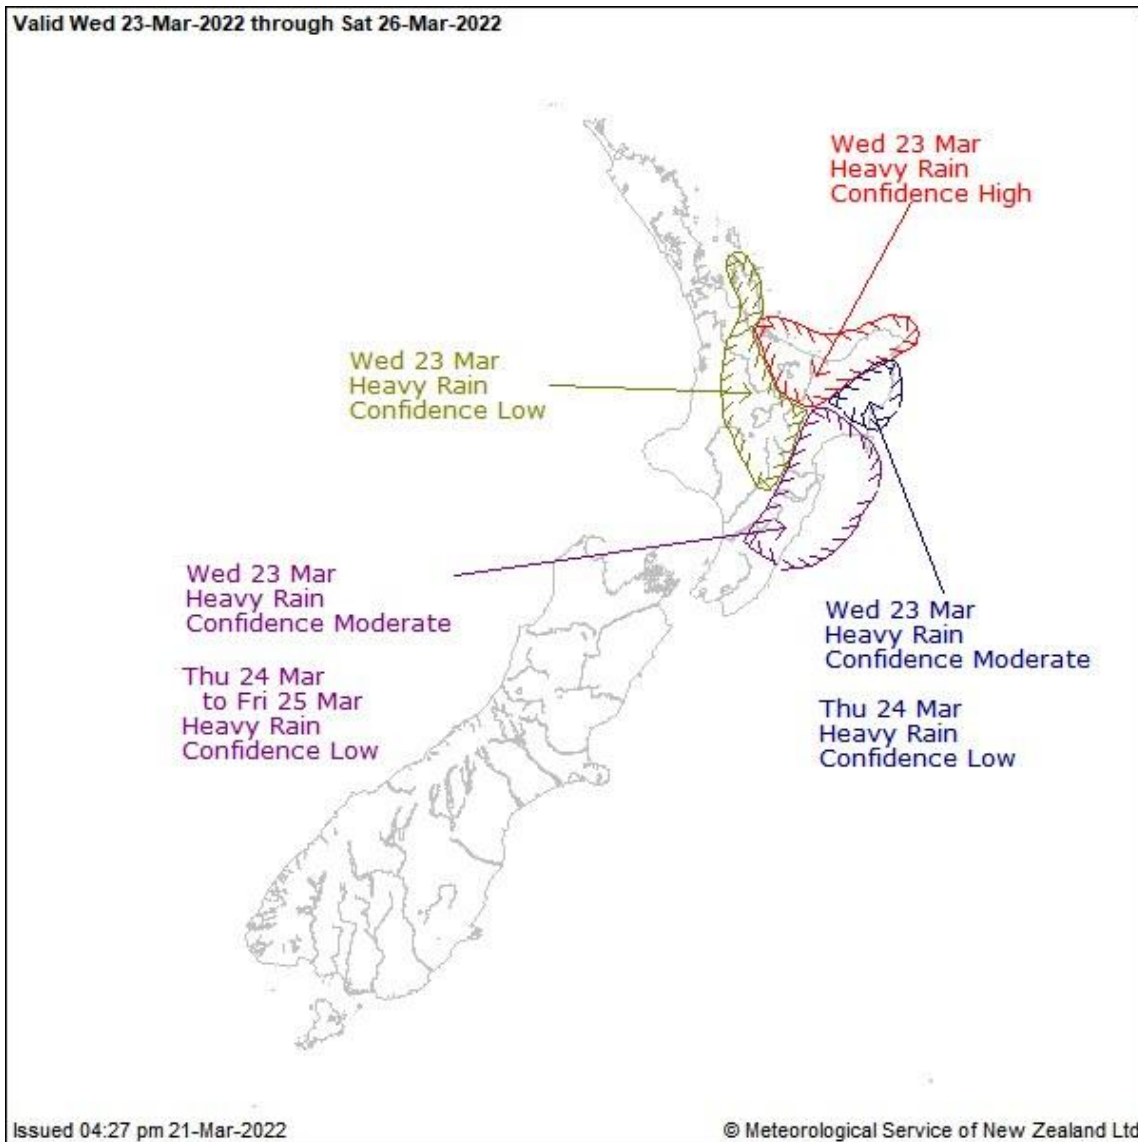 Valid Wed 23-Mar-2022 through Sat 26-Mar-2022
Wed 23 Mar
Heavy Rain
Confidence High
Wed 23 Mar
Heavy Rain
Confidence Low
Wed 23 Mar
Heavy Rain
Confidence Moderate
Thu 24 Mar
to Fri 25 Mar
Heavy Rain
Confidence Low
Wed 23 Mar
Heavy Rain
Confidence Moderate
Thu 24 Mar
Heavy Rain
Confidence Low
Issued 04:27 pm 21-Mar-2022
© Meteorological Service of New Zealand Ltd